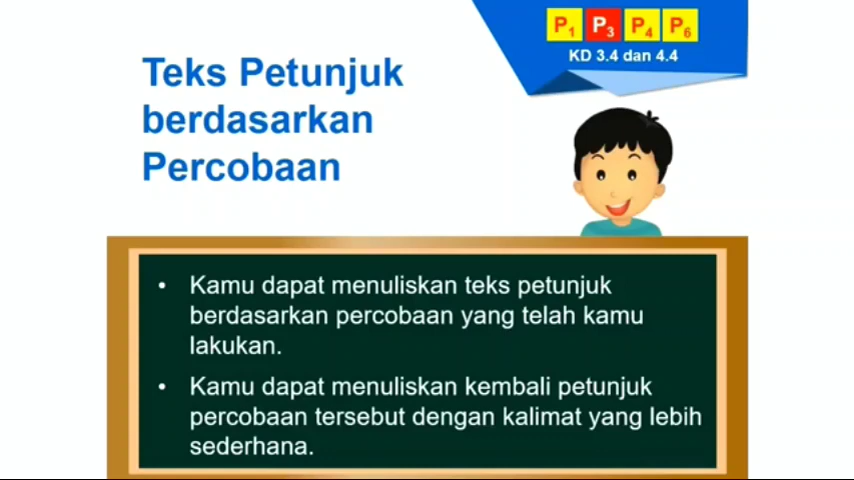 P1 P3 P4 P6
KD 3.4 dan 4.4
Teks Petunjuk
berdasarkan
Percobaan
• Kamu dapat menuliskan teks petunjuk
berdasarkan percobaan yang telah kamu
lakukan.
• Kamu dapat menuliskan kembali petunjuk
percobaan tersebut dengan kalimat yang lebih
sederhana.